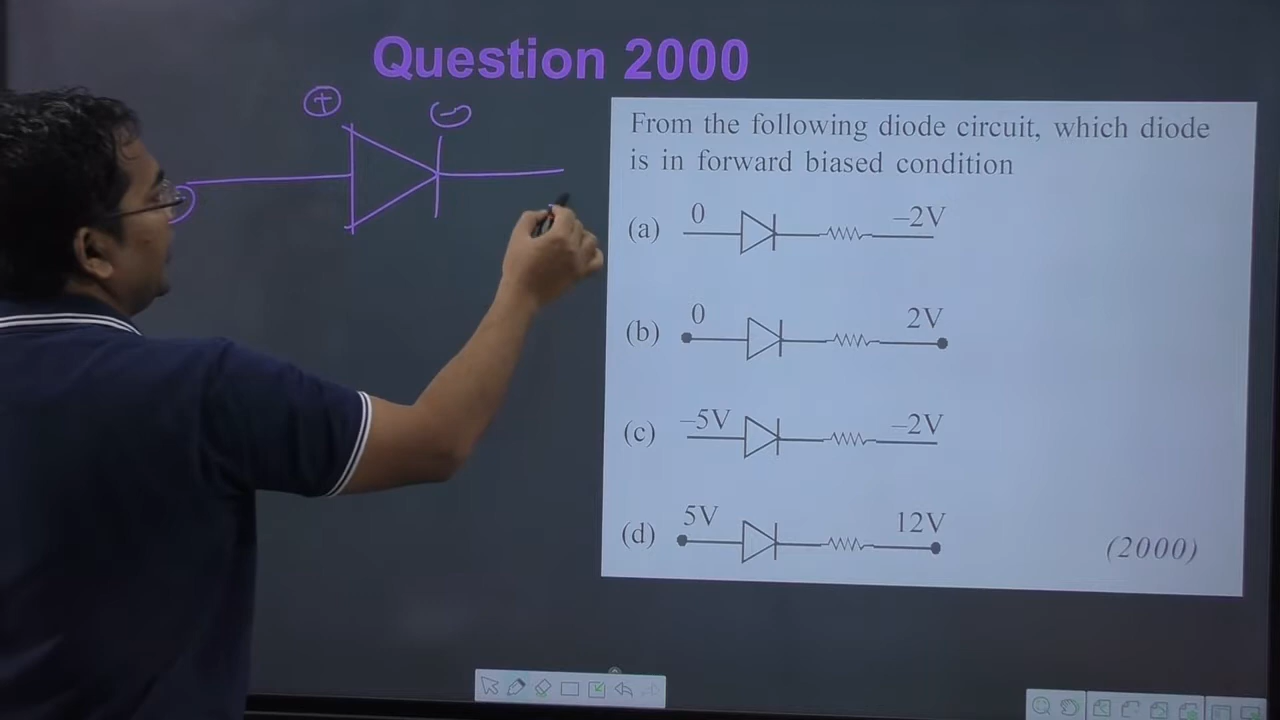 Question 2000
+ −
From the following diode circuit, which diode
is in forward biased condition
(a) 0 –2V
(b) 0 2V
(c) –5V –2V
(d) 5V 12V
(2000)